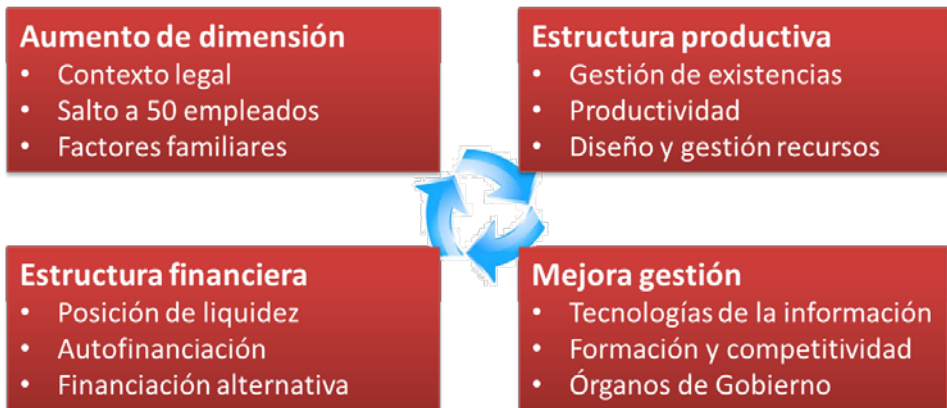 Aumento de dimensión
• Contexto legal
• Salto a 50 empleados
• Factores familiares
Estructura productiva
• Gestión de existencias
• Productividad
• Diseño y gestión recursos
Estructura financiera
• Posición de liquidez
• Autofinanciación
• Financiación alternativa
Mejora gestión
• Tecnologías de la información
• Formación y competitividad
• Órganos de Gobierno